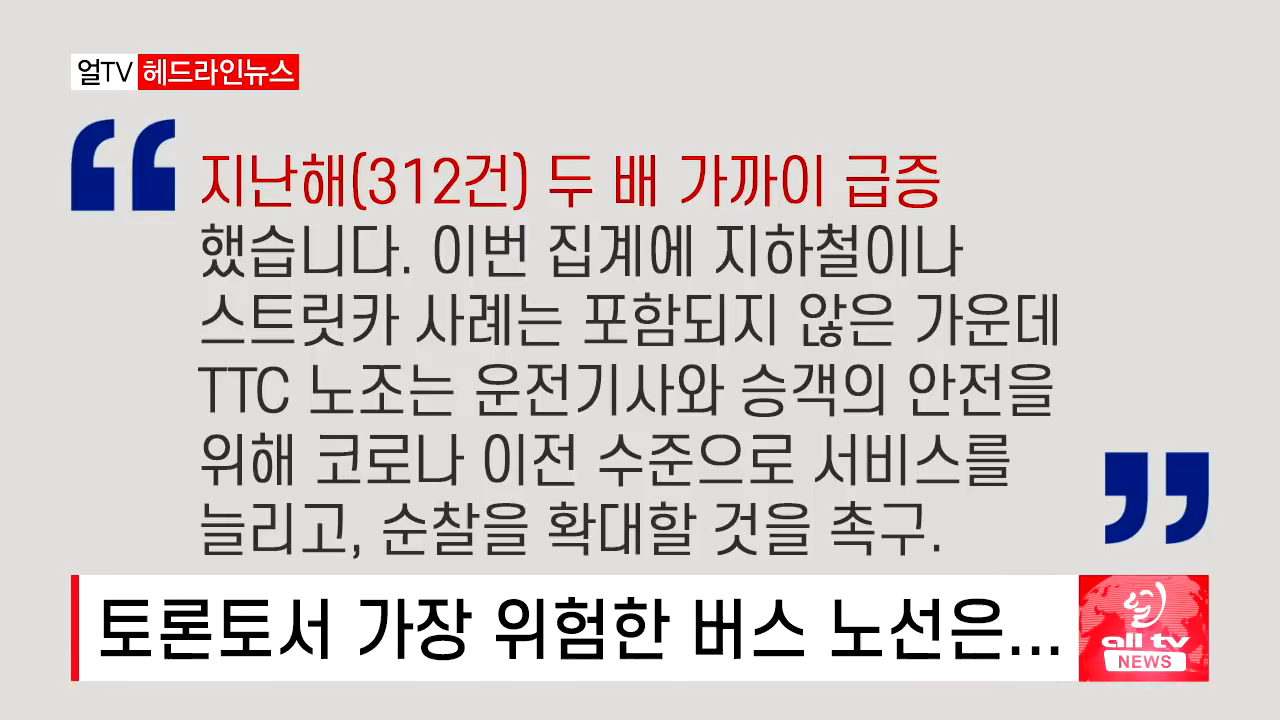 얼TV 헤드라인뉴스
지난해(312건) 두 배 가까이 급증
했습니다. 이번 집계에 지하철이나
스트릿카 사례는 포함되지 않은 가운데
TTC 노조는 운전기사와 승객의 안전을
위해 코로나 이전 수준으로 서비스를
늘리고, 순찰을 확대할 것을 촉구.
토론토서 가장 위험한 버스 노선은...
all tv
NEWS